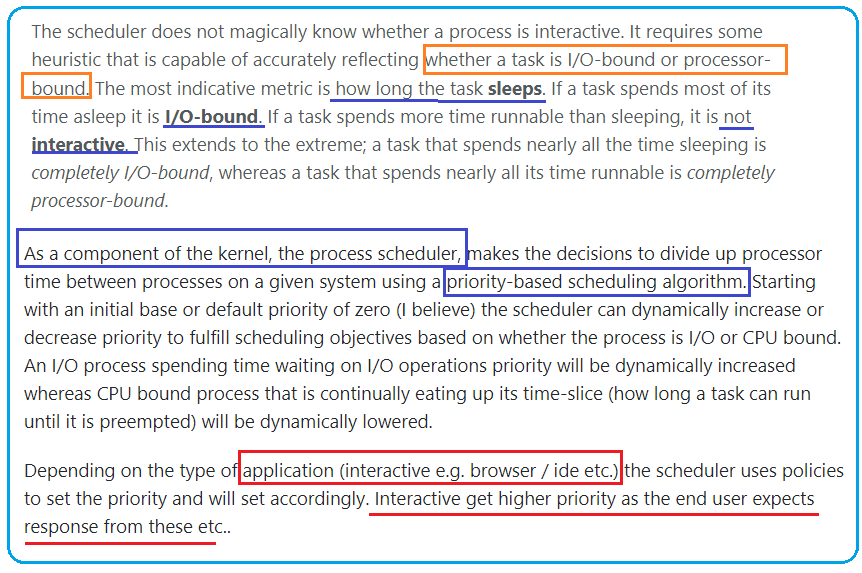 The scheduler does not magically know whether a process is interactive. It requires some
heuristic that is capable of accurately reflecting whether a task is I/O-bound or processor-
bound. The most indicative metric is how long the task sleeps. If a task spends most of its
time asleep it is I/O-bound. If a task spends more time runnable than sleeping, it is not
interactive. This extends to the extreme; a task that spends nearly all the time sleeping is
completely I/O-bound, whereas a task that spends nearly all its time runnable is completely
processor-bound.
As a component of the kernel, the process scheduler, makes the decisions to divide up processor
time between processes on a given system using a priority-based scheduling algorithm. Starting
with an initial base or default priority of zero (I believe) the scheduler can dynamically increase or
decrease priority to fulfill scheduling objectives based on whether the process is I/O or CPU bound.
An I/O process spending time waiting on I/O operations priority will be dynamically increased
whereas CPU bound process that is continually eating up its time-slice (how long a task can run
until it is preempted) will be dynamically lowered.
Depending on the type of application (interactive e.g. browser / ide etc.) the scheduler uses policies
to set the priority and will set accordingly. Interactive get higher priority as the end user expects
response from these etc..